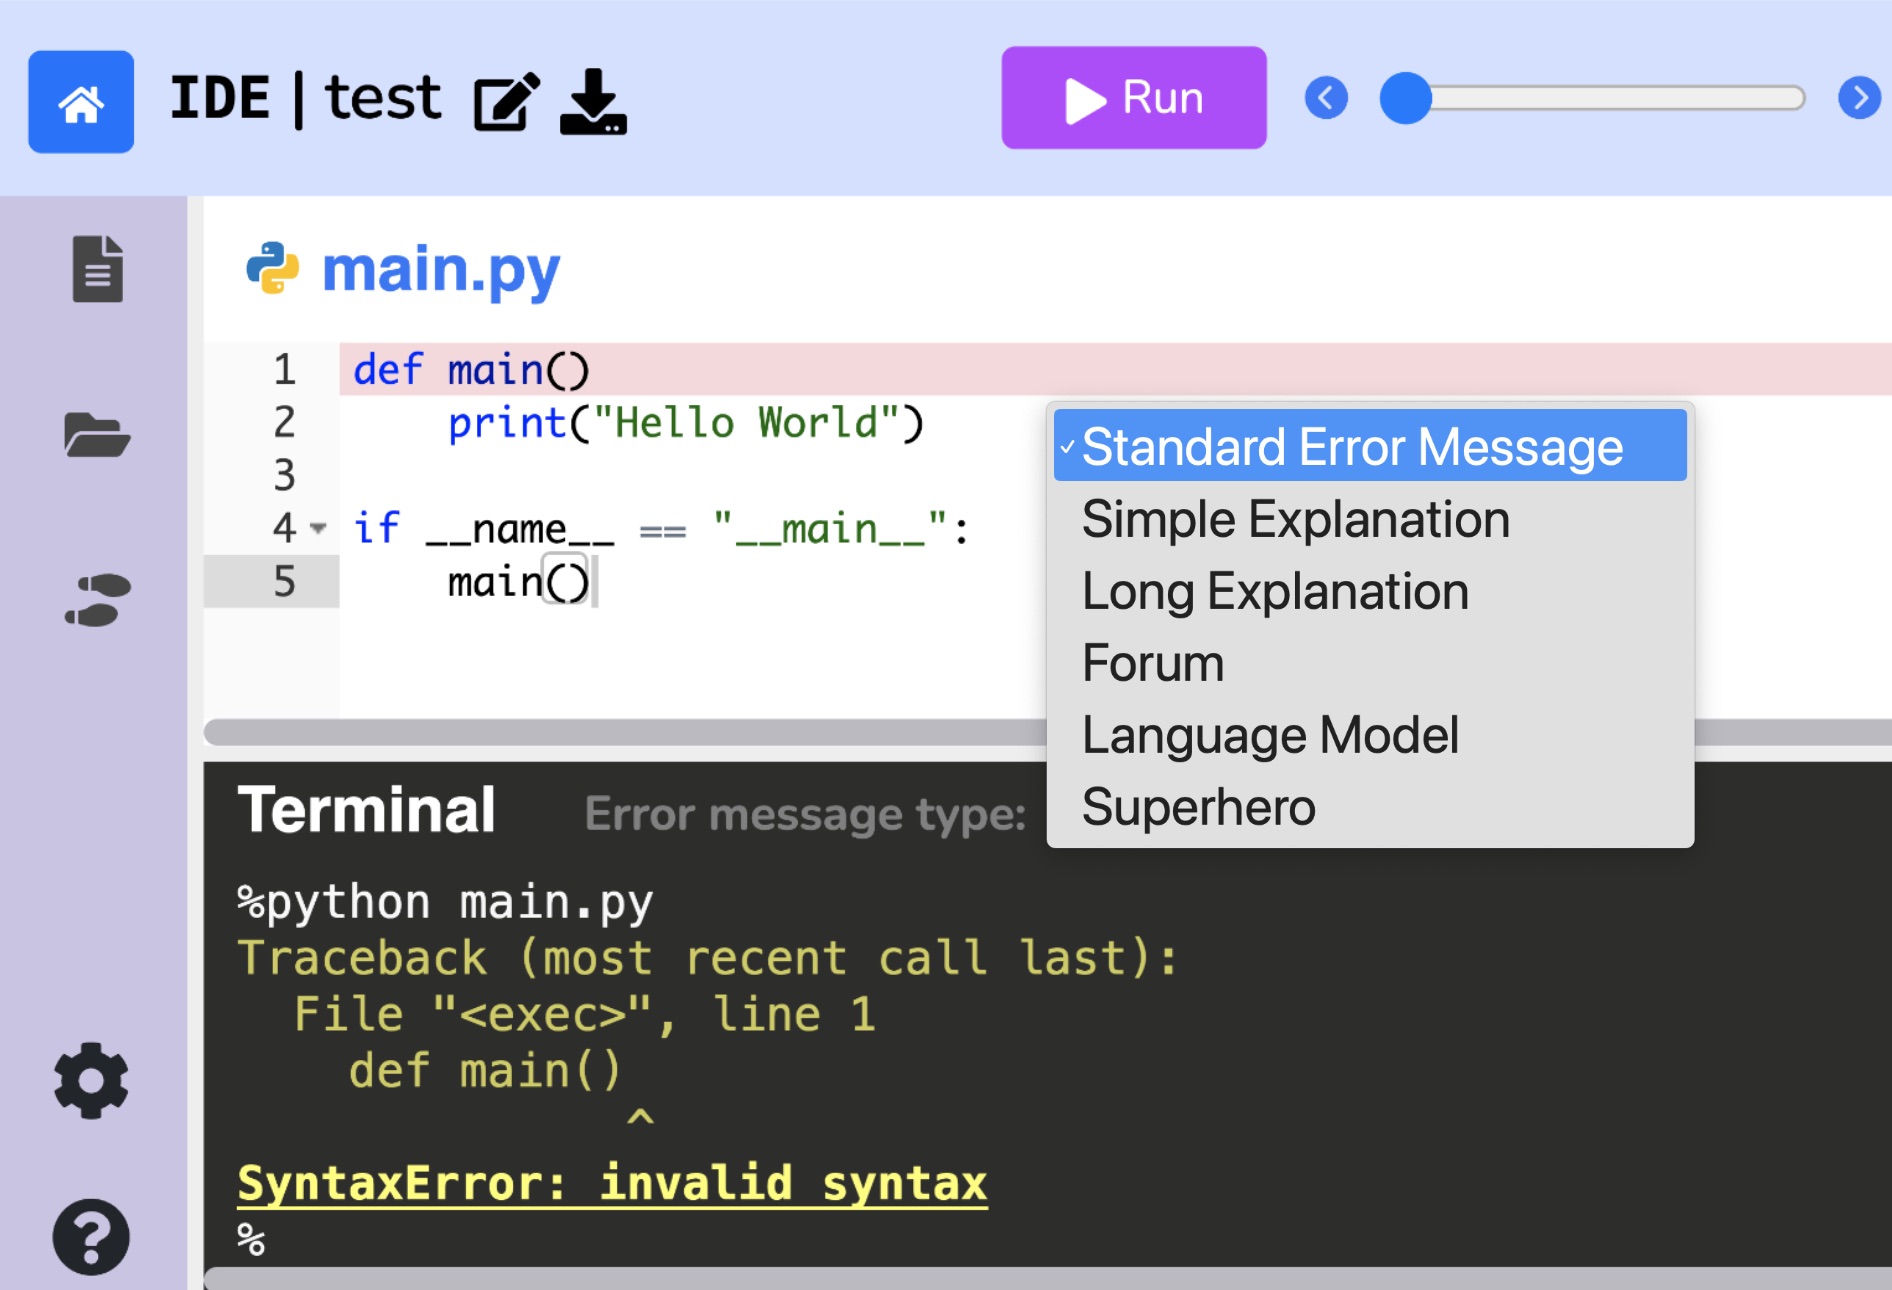 IDE | test
Run
main.py
1 def main()
2     print("Hello World")
3
4 if __name__ == "__main__":
5     main()
✓ Standard Error Message
Simple Explanation
Long Explanation
Forum
Language Model
Superhero
Terminal Error message type:
%python main.py
Traceback (most recent call last):
  File "<exec>", line 1
    def main()
              ^
SyntaxError: invalid syntax
%